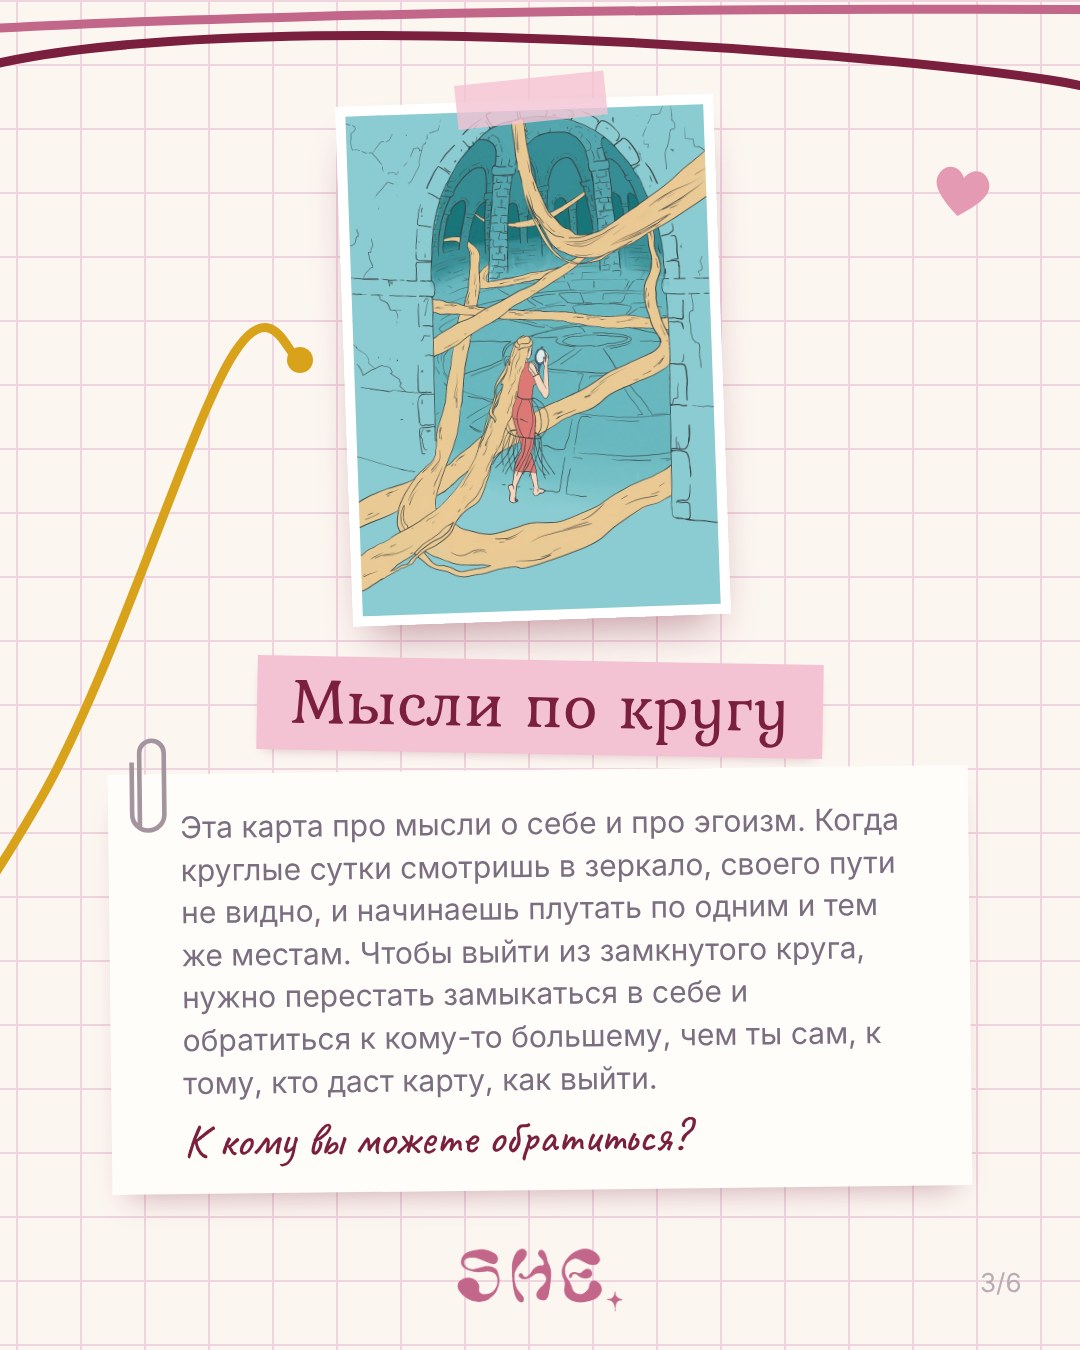 Мысли по кругу
Эта карта про мысли о себе и про эгоизм. Когда
круглые сутки смотришь в зеркало, своего пути
не видно, и начинаешь плутать по одним и тем
же местам. Чтобы выйти из замкнутого круга,
нужно перестать замыкаться в себе и
обратиться к кому-то большему, чем ты сам, к
тому, кто даст карту, как выйти.
К кому вы можете обратиться?
SHE
3/6